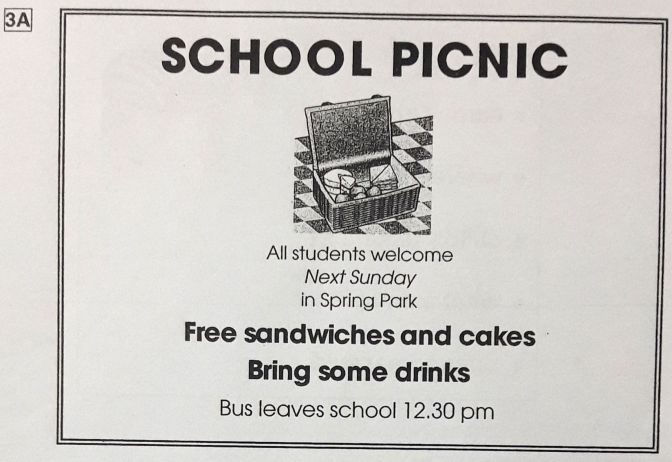 3A
SCHOOL PICNIC
All students welcome
Next Sunday
in Spring Park
Free sandwiches and cakes
Bring some drinks
Bus leaves school 12.30 pm